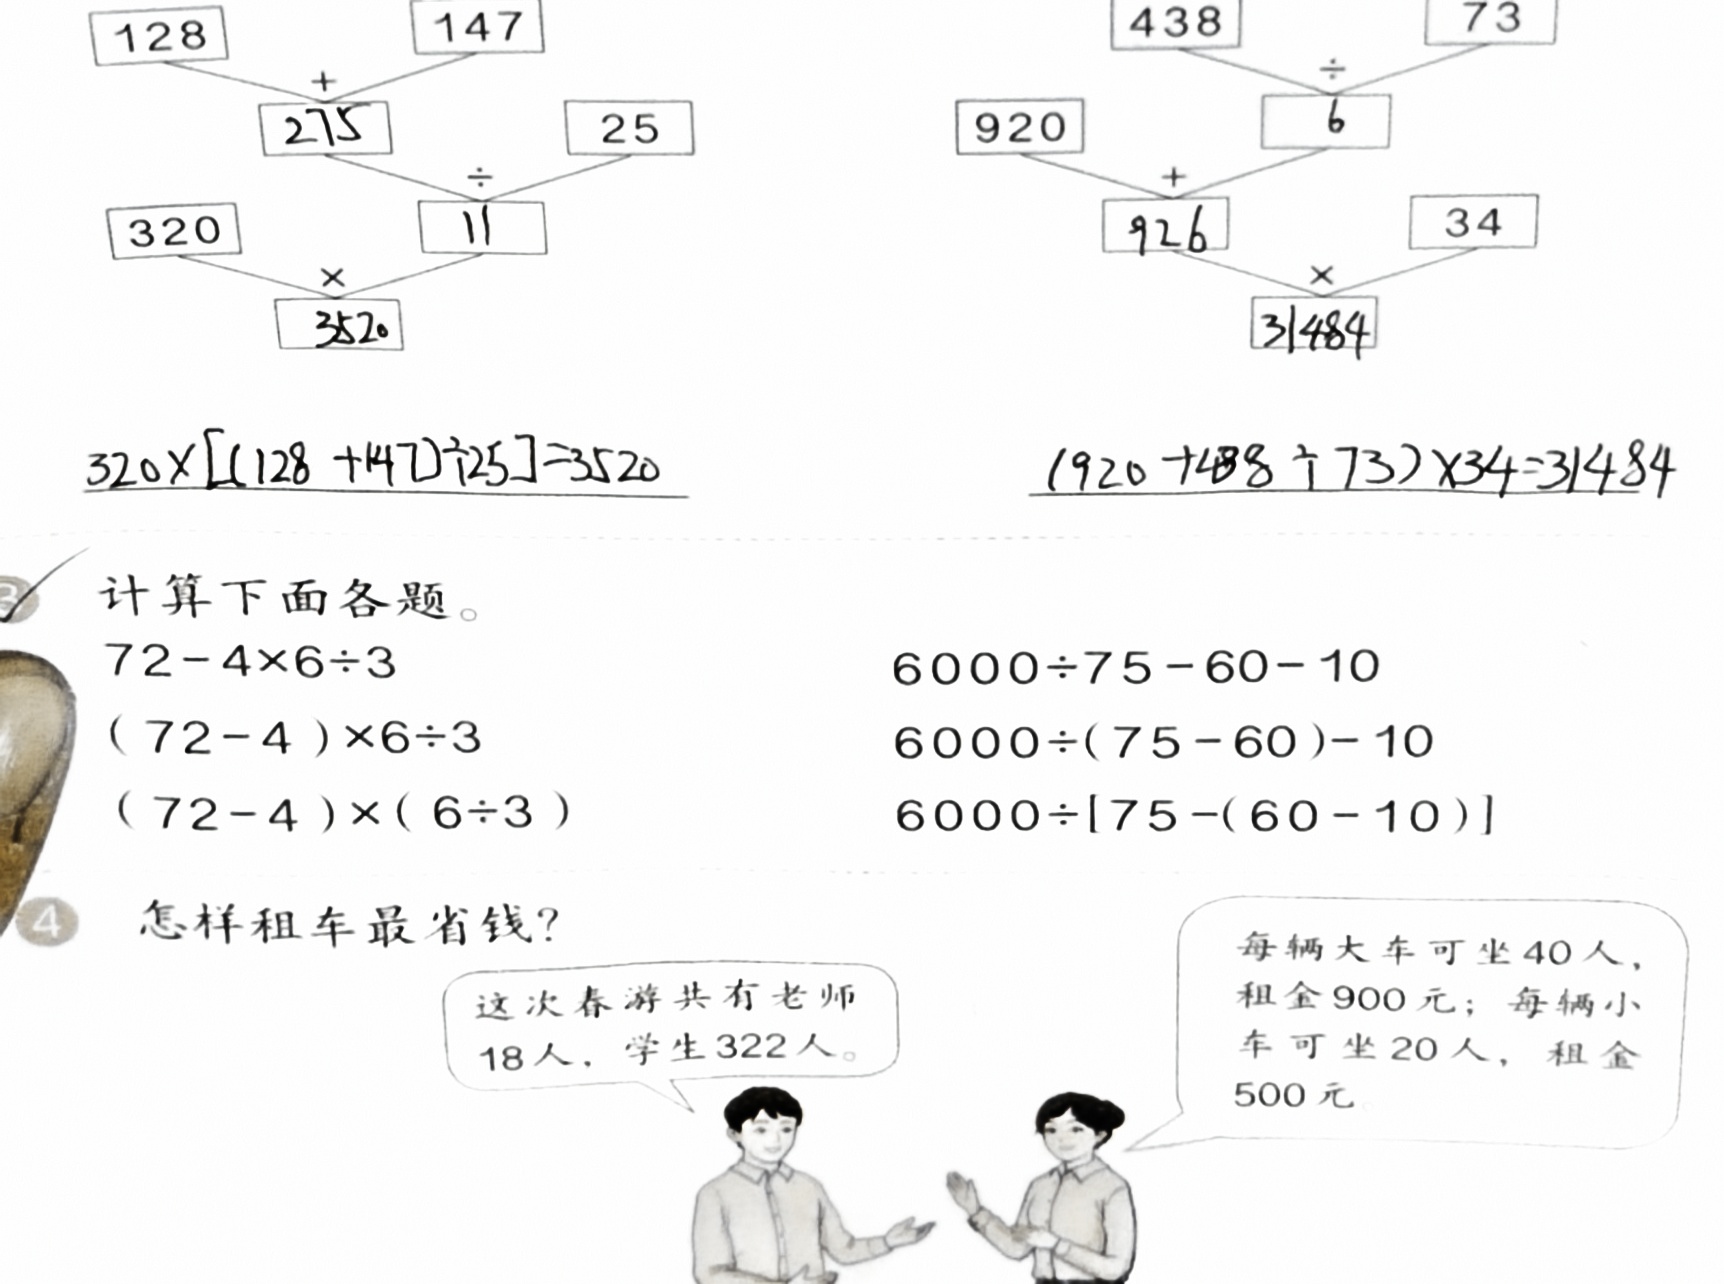 128 147 438 73
+ ÷
275 25 920 6
÷ +
320 11 926 34
× ×
3520 31484
320×[(128+147)÷25]=3520 (920+438÷73)×34=31484
3 计算下面各题。
72-4×6÷3 6000÷75-60-10
(72-4)×6÷3 6000÷(75-60)-10
(72-4)×(6÷3) 6000÷[75-(60-10)]
4 怎样租车最省钱?
这次春游共有老师
18人，学生322人。
每辆大车可坐40人，
租金900元；每辆小
车可坐20人，租金
500元。